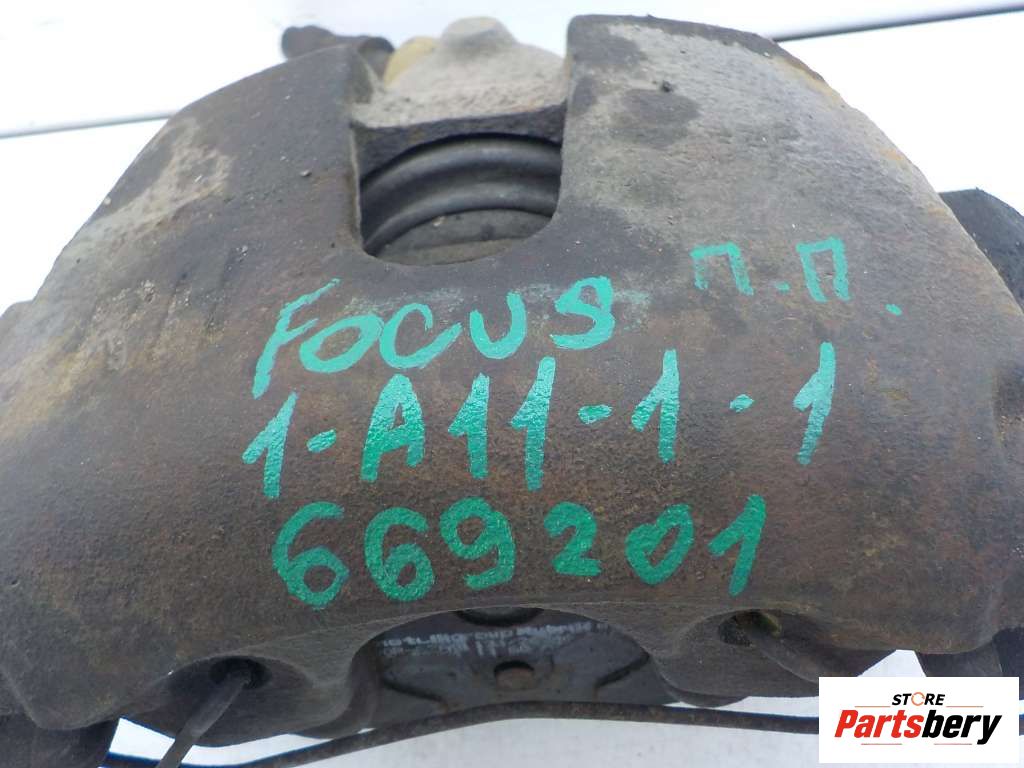 FOCUS П.П.
1-A11-1-1
669201
STORE
Partsbery